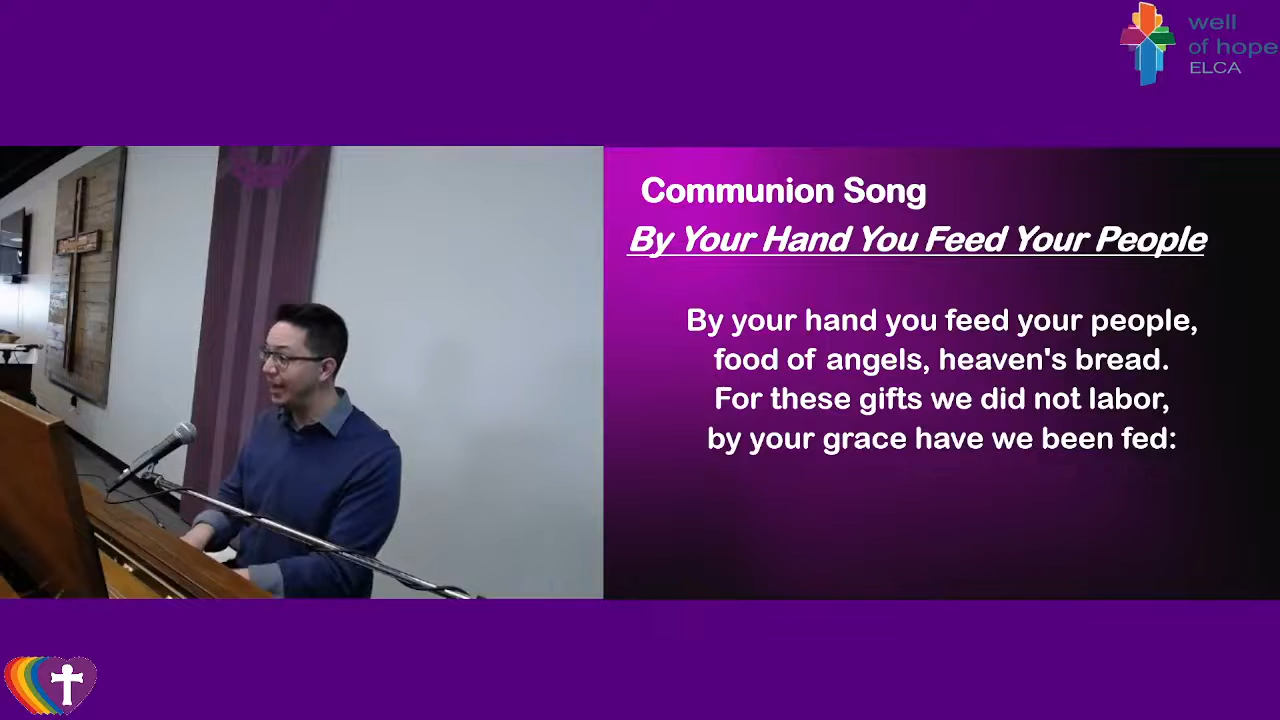 well
of hope
ELCA
Communion Song
By Your Hand You Feed Your People
By your hand you feed your people,
food of angels, heaven's bread.
For these gifts we did not labor,
by your grace have we been fed: